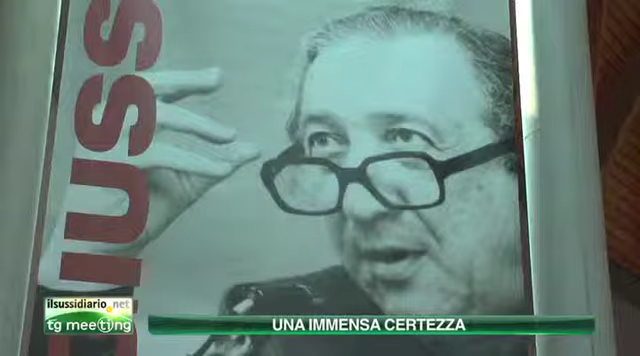 IUSS
ilsussidiario.net
tg meeting
UNA IMMENSA CERTEZZA